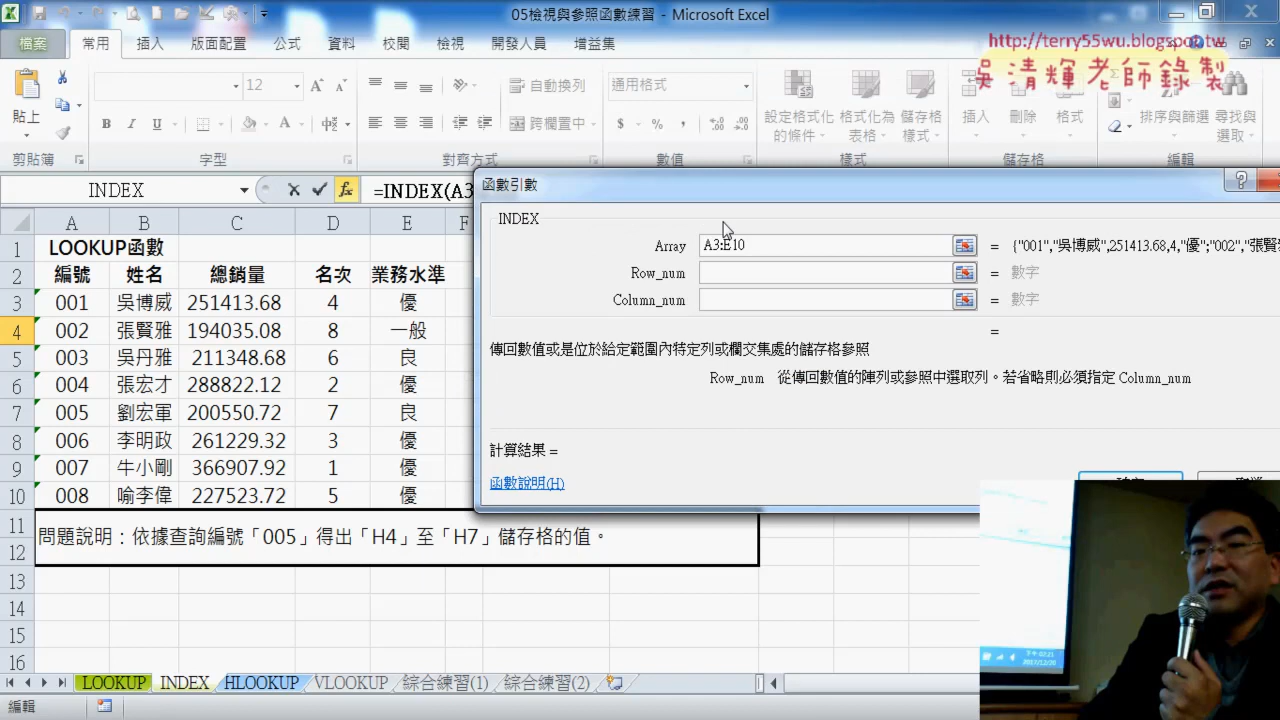 05檢視與參照函數練習 - Microsoft Excel
http://terry55wu.blogspot.tw
吳清輝老師錄製
檔案 常用 插入 版面配置 公式 資料 校閱 檢視 開發人員 增益集
貼上 12 自動換列 跨欄置中 通用格式 設定格式化的條件 格式化為表格 儲存格樣式 插入 刪除 格式 排序與篩選 尋找與選取
剪貼簿 字型 對齊方式 數值 樣式 儲存格 編輯
INDEX =INDEX(A3
A B C D E F
1 LOOKUP函數
2 編號 姓名 總銷量 名次 業務水準
3 001 吳博威 251413.68 4 優
4 002 張賢雅 194035.08 8 一般
5 003 吳丹雅 211348.68 6 良
6 004 張宏才 288822.12 2 優
7 005 劉宏軍 200550.72 7 良
8 006 李明政 261229.32 3 優
9 007 牛小剛 366907.92 1 優
10 008 喻李偉 227523.72 5 優
11
問題說明：依據查詢編號「005」得出「H4」至「H7」儲存格的值。
12
13
14
15
16
函數引數
INDEX
Array A3:E10 = {"001","吳博威",251413.68,4,"優";"002","張賢
Row_num = 數字
Column_num = 數字
=
傳回數值或是位於給定範圍內特定列或欄交集處的儲存格參照
Row_num 從傳回數值的陣列或參照中選取列。若省略則必須指定 Column_num
計算結果 =
函數說明(H)
LOOKUP INDEX HLOOKUP VLOOKUP 綜合練習(1) 綜合練習(2)
編輯